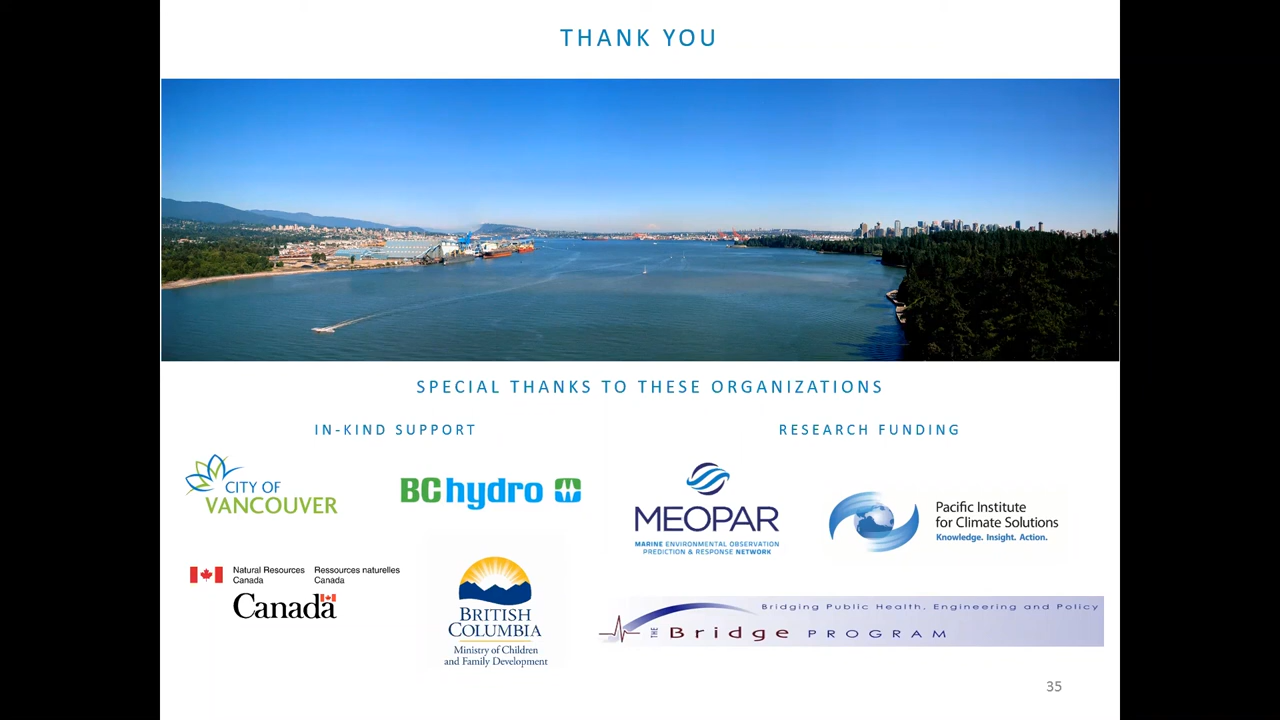 THANK YOU
SPECIAL THANKS TO THESE ORGANIZATIONS
IN-KIND SUPPORT
CITY OF
VANCOUVER
BC hydro
Natural Resources
Canada
Ressources naturelles
Canada
Canada
BRITISH
COLUMBIA
Ministry of Children
and Family Development
RESEARCH FUNDING
MEOPAR
MARINE ENVIRONMENTAL OBSERVATION
PREDICTION & RESPONSE NETWORK
Pacific Institute
for Climate Solutions
Knowledge. Insight. Action.
Bridging Public Health, Engineering and Policy
THE Bridge PROGRAM
35